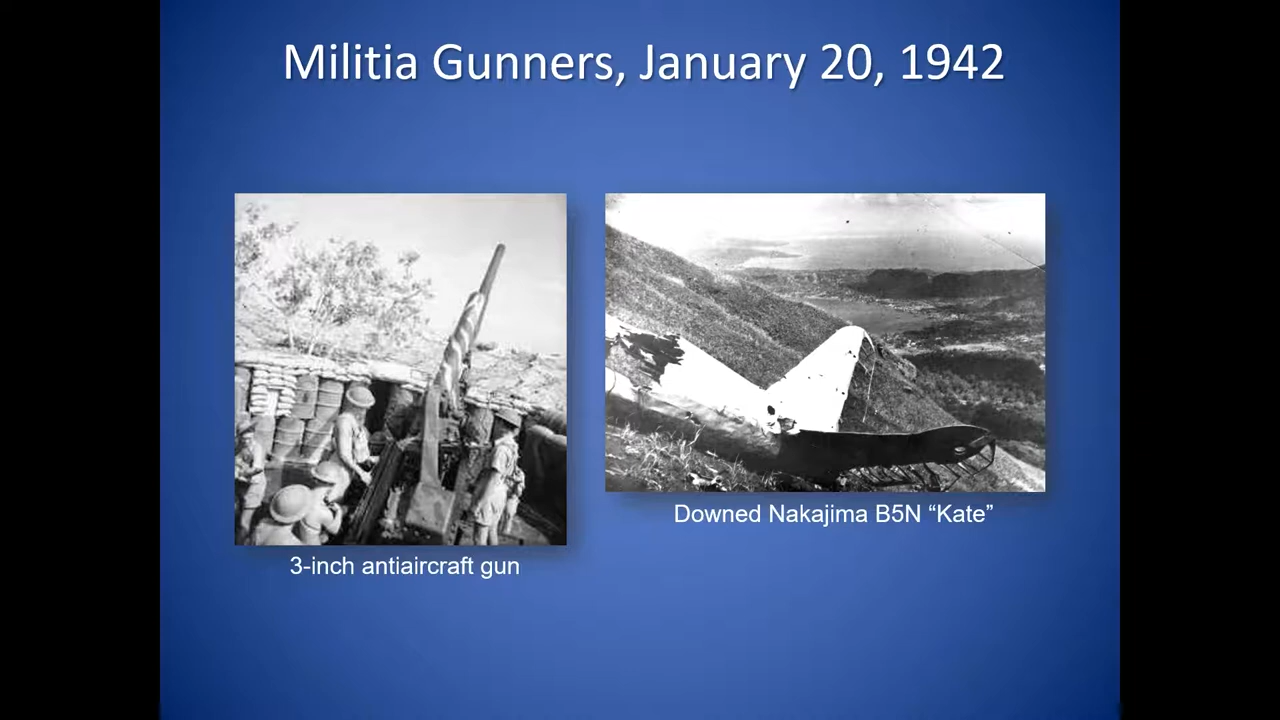 Militia Gunners, January 20, 1942
3-inch antiaircraft gun
Downed Nakajima B5N “Kate”